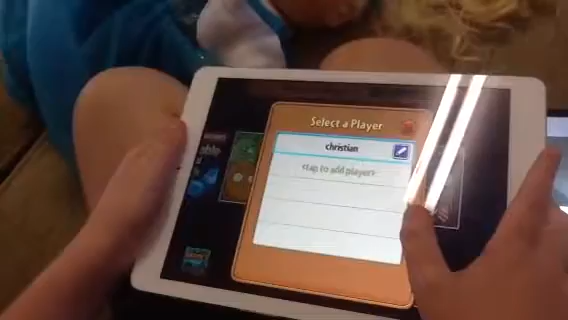 Select a Player
christian
<tap to add player>